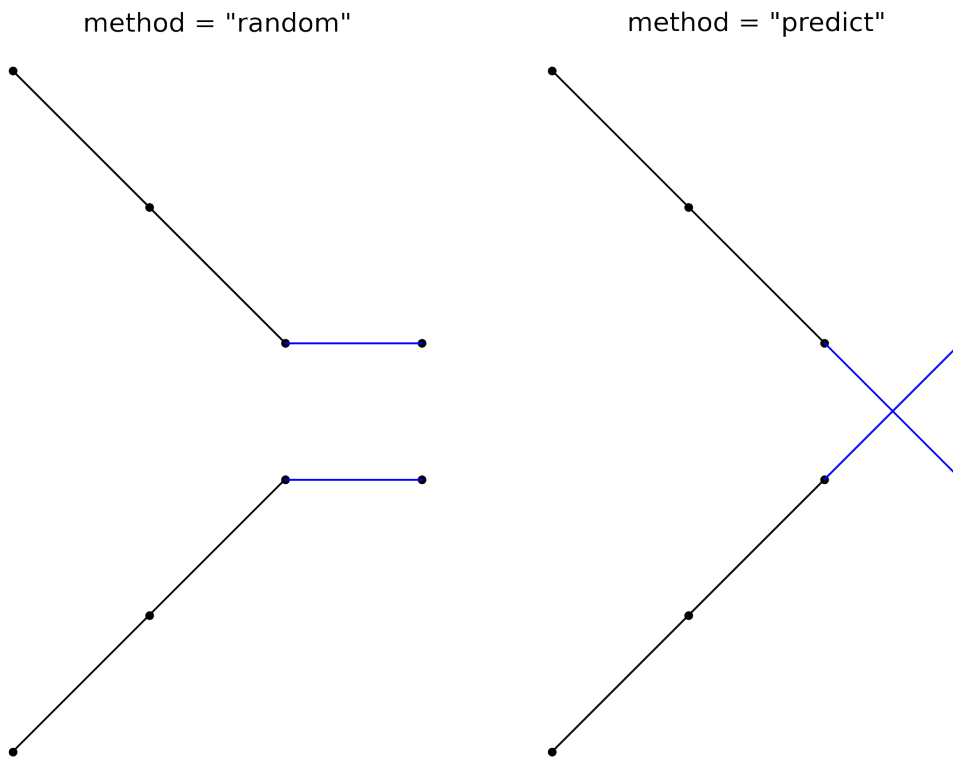 method = "random"
method = "predict"